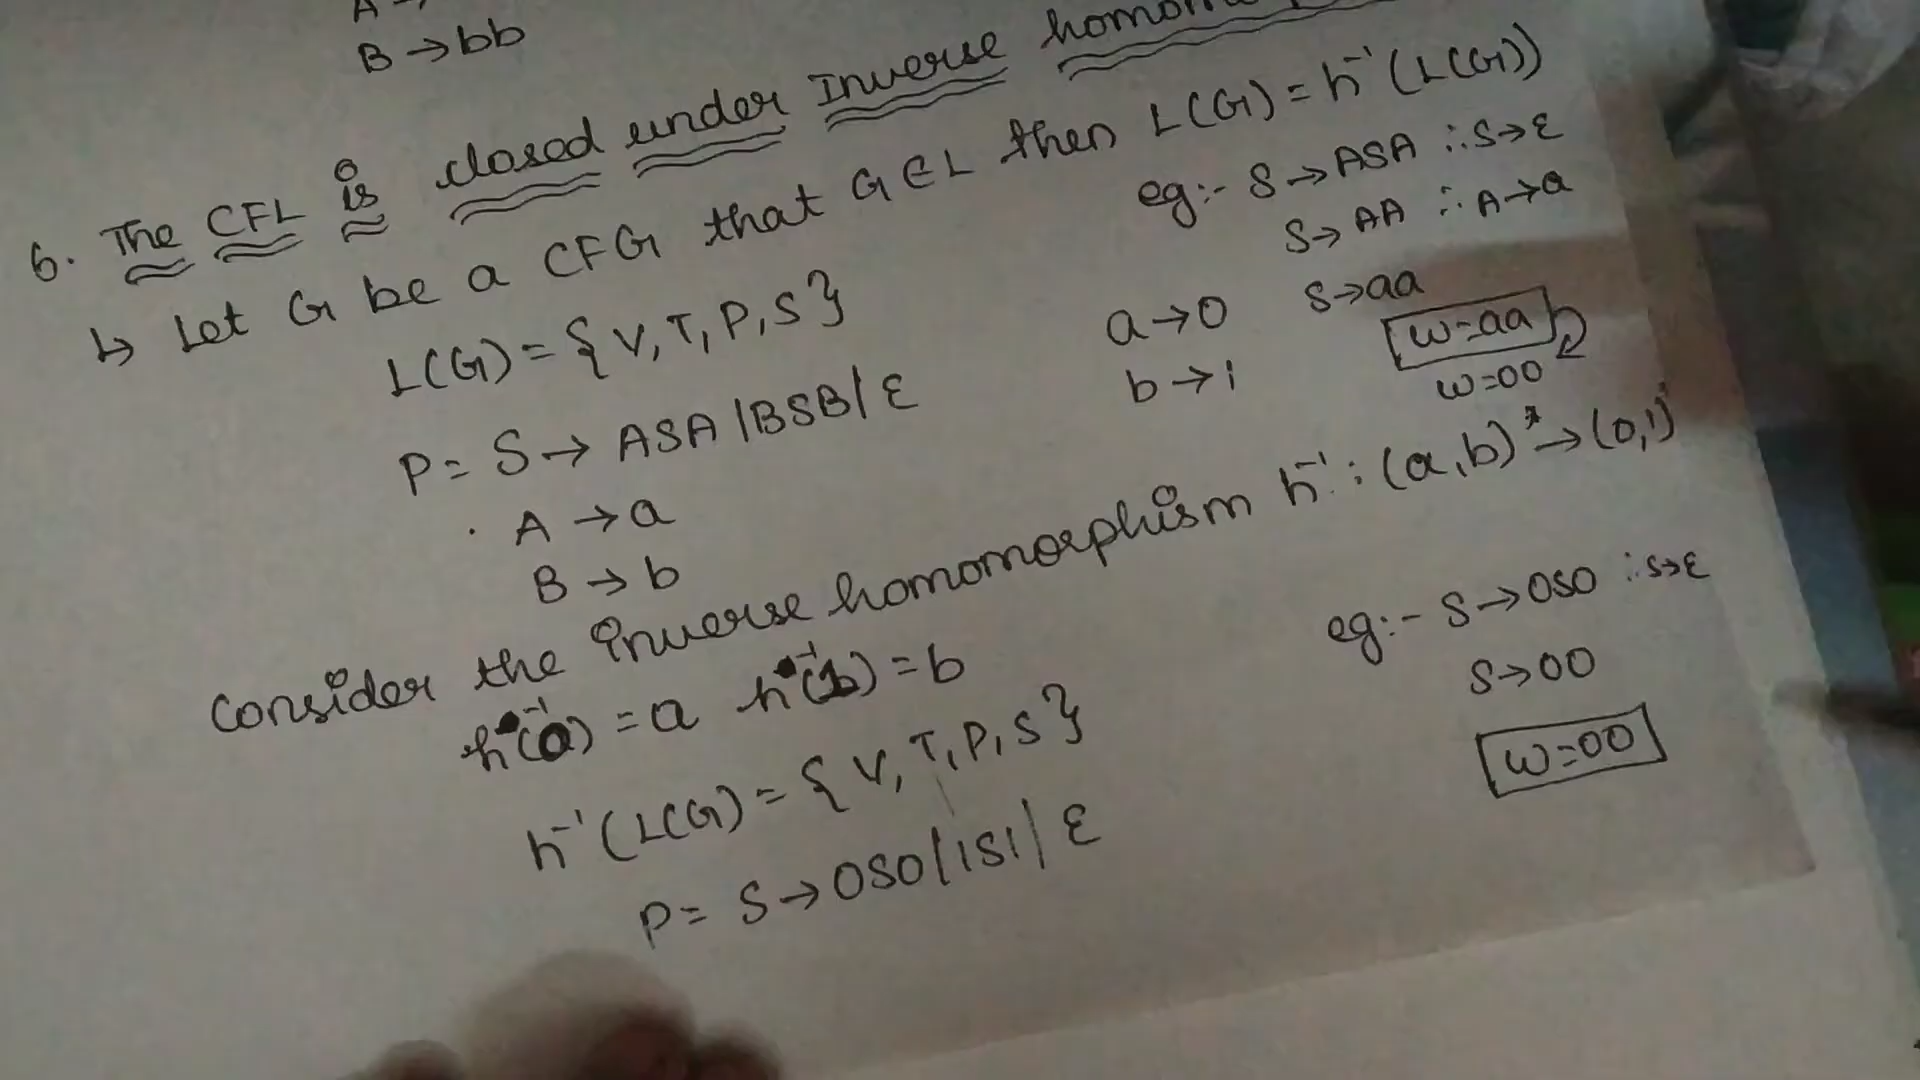 A →
B → bb
6. The CFL is closed under Inverse
↳ Let G be a CFG that G ∈ L then L(G) = h⁻¹(L(G))
L(G) = { V, T, P, S }
P = S → ASA | BSB | ε
A → a
B → b
eg:- S → ASA ∴ S → ε
S → AA ∴ A → a
S → aa
a → 0
b → 1
w = aa
w = 00
Consider the inverse homomorphism h⁻¹ : (a, b)* → (0, 1)
h⁻¹(0) = a h⁻¹(1) = b
h⁻¹(L(G) = { V, T, P, S }
P = S → 0S0 | 1S1 | ε
eg:- S → 0S0 ∴ S → ε
S → 00
w = 00